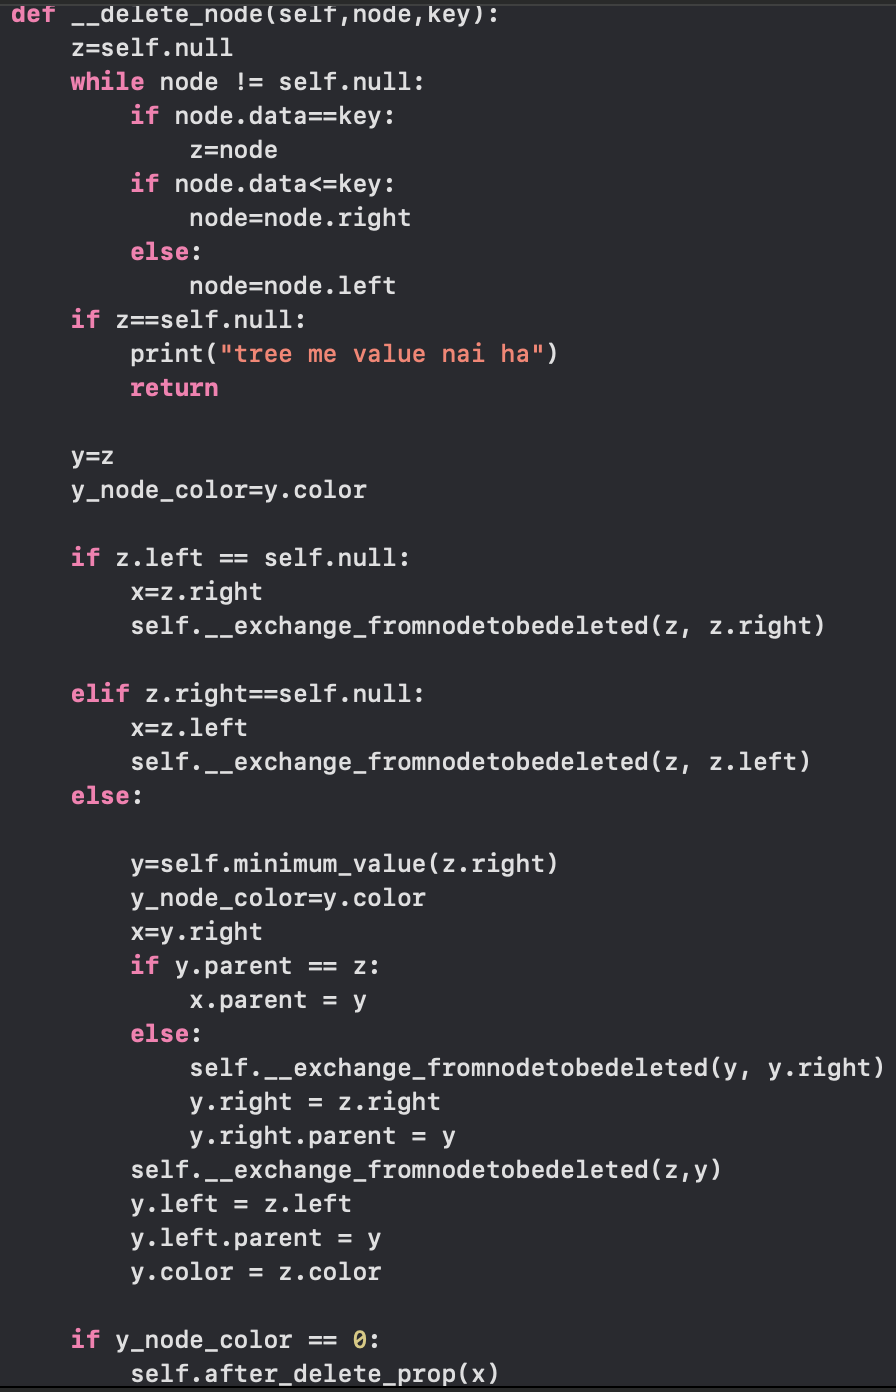 def __delete_node(self,node,key):
    z=self.null
    while node != self.null:
        if node.data==key:
            z=node
        if node.data<=key:
            node=node.right
        else:
            node=node.left
    if z==self.null:
        print("tree me value nai ha")
        return

    y=z
    y_node_color=y.color

    if z.left == self.null:
        x=z.right
        self.__exchange_fromnodetobedeleted(z, z.right)

    elif z.right==self.null:
        x=z.left
        self.__exchange_fromnodetobedeleted(z, z.left)
    else:

        y=self.minimum_value(z.right)
        y_node_color=y.color
        x=y.right
        if y.parent == z:
            x.parent = y
        else:
            self.__exchange_fromnodetobedeleted(y, y.right)
            y.right = z.right
            y.right.parent = y
        self.__exchange_fromnodetobedeleted(z,y)
        y.left = z.left
        y.left.parent = y
        y.color = z.color

    if y_node_color == 0:
        self.after_delete_prop(x)